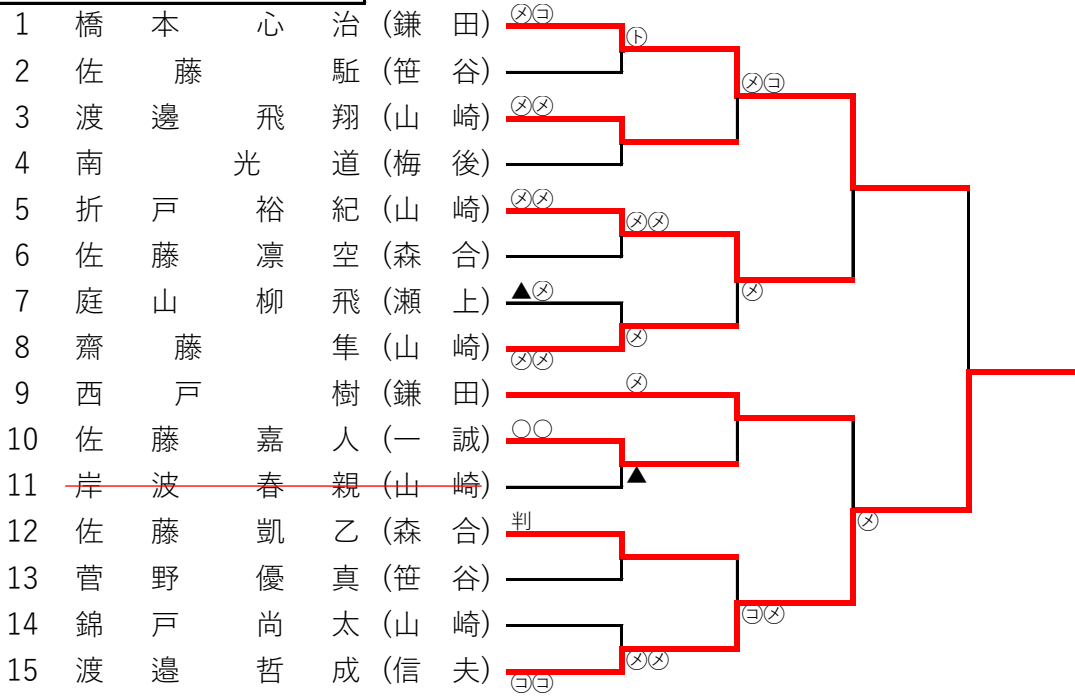 1 橋本心治(鎌田) ㋱㋙
㋣
2 佐藤駈(笹谷)
㋱㋙
3 渡邉飛翔(山崎) ㋱㋱
4 南光道(梅後)
5 折戸裕紀(山崎) ㋱㋱
㋱㋱
6 佐藤凛空(森合)
7 庭山柳飛(瀬上) ▲㋱
㋱
8 齋藤隼(山崎) ㋱㋱
㋱
9 西戸樹(鎌田) ㋱
10 佐藤嘉人(一誠) ○○
11 岸波春親(山崎) ▲
12 佐藤凱乙(森合) 判
㋱
13 菅野優真(笹谷)
14 錦戸尚太(山崎)
㋙㋱
15 渡邉哲成(信夫) ㋙㋙
㋱㋱